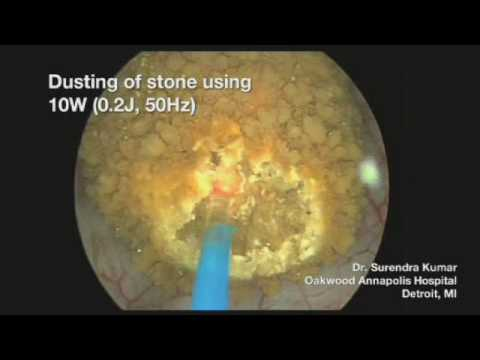 Dusting of stone using
10W (0.2J, 50Hz)
Dr. Surendra Kumar
Oakwood Annapolis Hospital
Detroit, MI